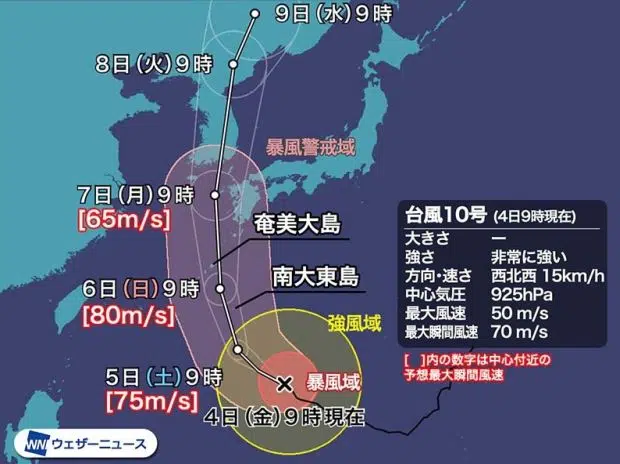 9日(水)9時
8日(火)9時
暴風警戒域
7日(月)9時
[65m/s]
奄美大島
6日(日)9時
[80m/s]
南大東島
強風域
5日(土)9時
[75m/s]
暴風域
4日(金)9時現在
台風10号 (4日9時現在)
大きさ ー
強さ 非常に強い
方向・速さ 西北西 15km/h
中心気圧 925hPa
最大風速 50 m/s
最大瞬間風速 70 m/s
[ ]内の数字は中心付近の
予想最大瞬間風速
WN ウェザーニュース